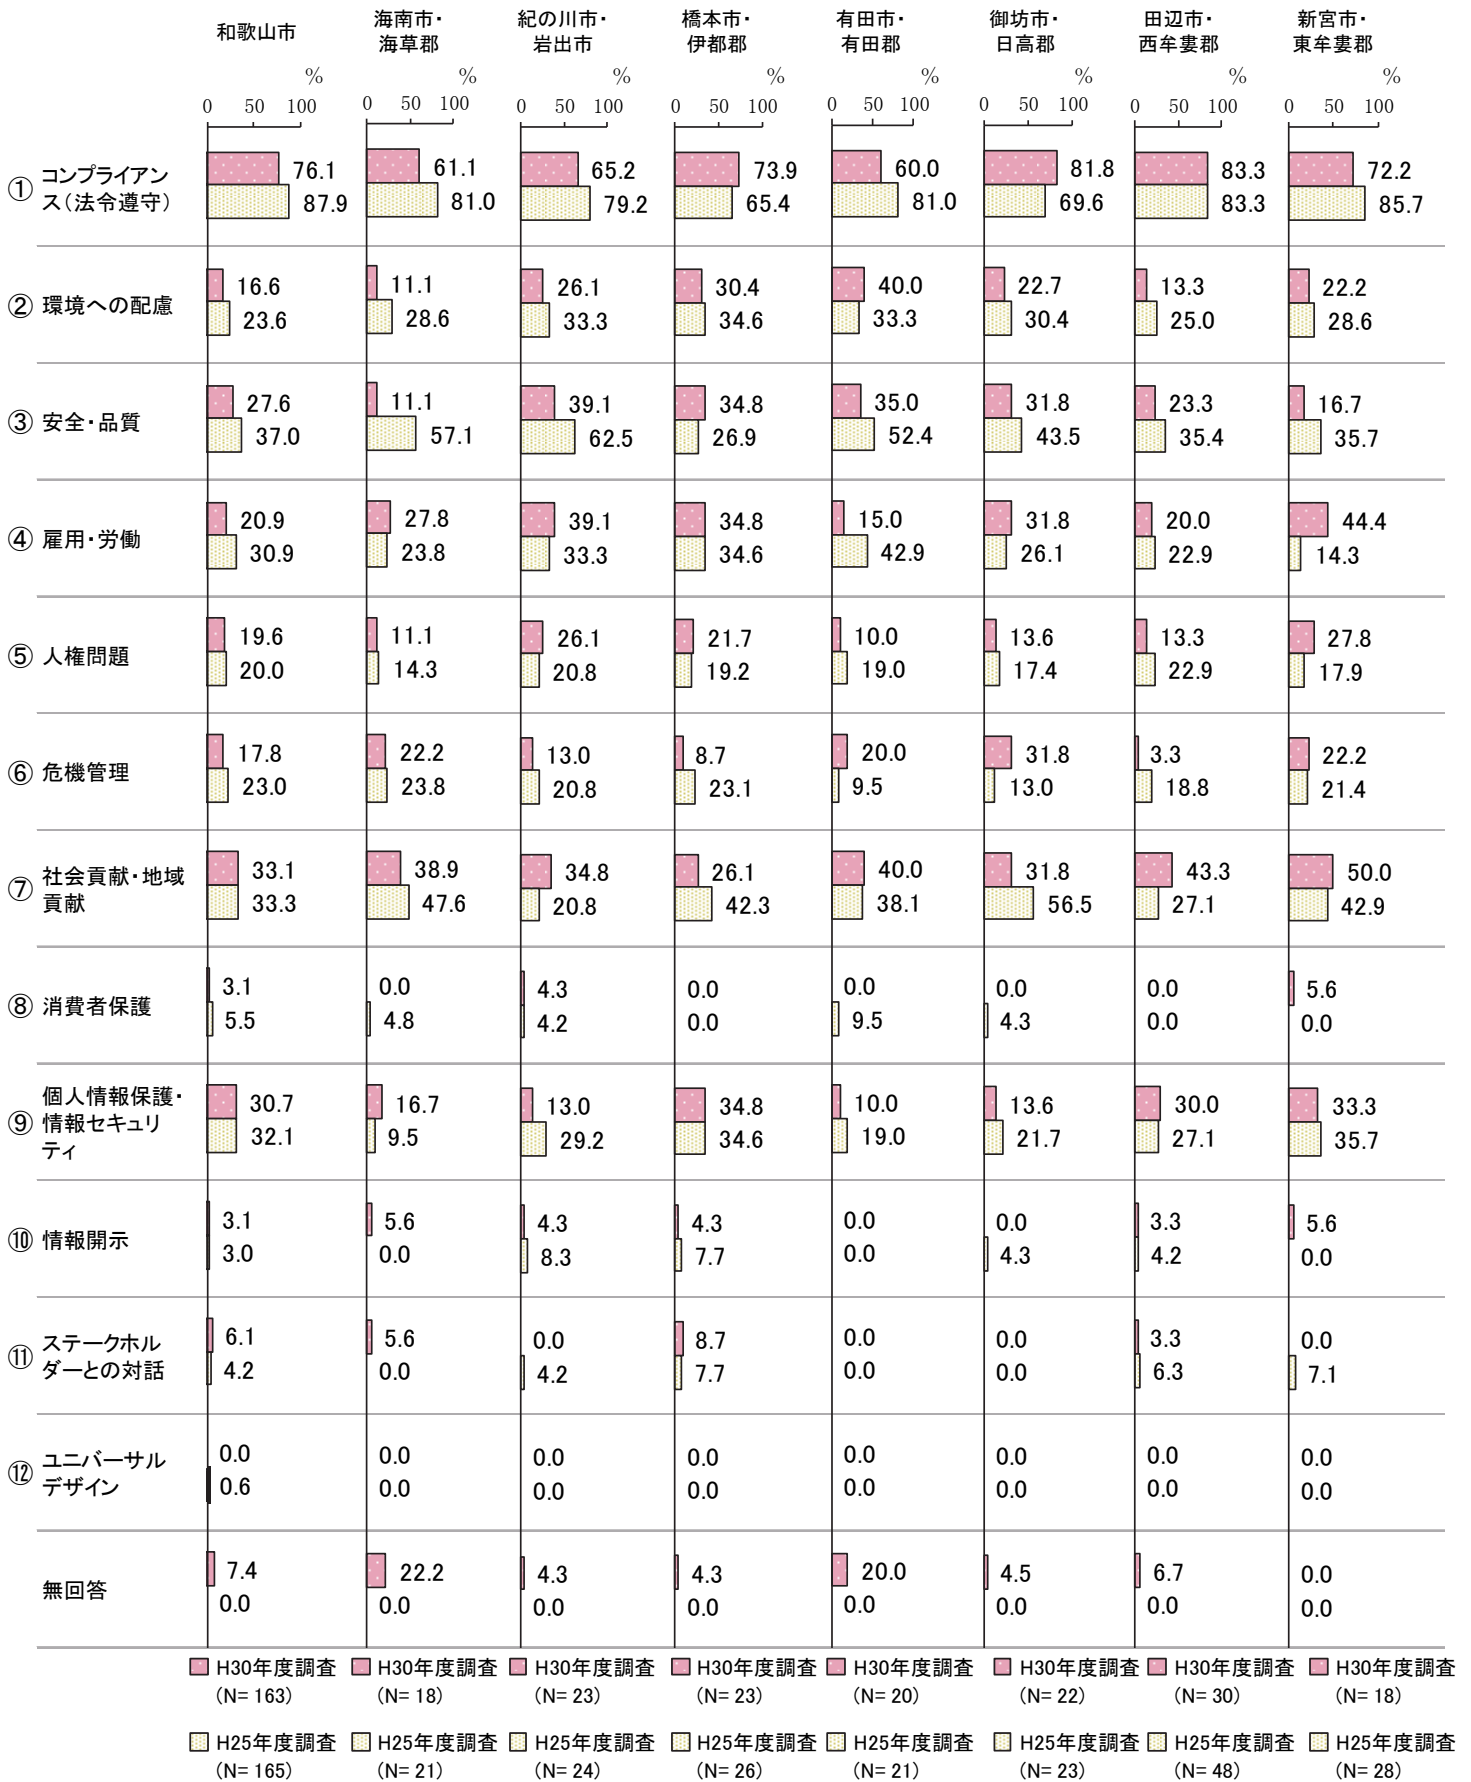 和歌山市
海南市・
海草郡
紀の川市・
岩出市
橋本市・
伊都郡
有田市・
有田郡
御坊市・
日高郡
田辺市・
西牟婁郡
新宮市・
東牟婁郡
% % % % % % % %
0 50 100 0 50 100 0 50 100 0 50 100 0 50 100 0 50 100 0 50 100 0 50 100
① コンプライアン
ス（法令遵守）
76.1 61.1 65.2 73.9 60.0 81.8 83.3 72.2
87.9 81.0 79.2 65.4 81.0 69.6 83.3 85.7
② 環境への配慮
16.6 11.1 26.1 30.4 40.0 22.7 13.3 22.2
23.6 28.6 33.3 34.6 33.3 30.4 25.0 28.6
③ 安全・品質
27.6 11.1 39.1 34.8 35.0 31.8 23.3 16.7
37.0 57.1 62.5 26.9 52.4 43.5 35.4 35.7
④ 雇用・労働
20.9 27.8 39.1 34.8 15.0 31.8 20.0 44.4
30.9 23.8 33.3 34.6 42.9 26.1 22.9 14.3
⑤ 人権問題
19.6 11.1 26.1 21.7 10.0 13.6 13.3 27.8
20.0 14.3 20.8 19.2 19.0 17.4 22.9 17.9
⑥ 危機管理
17.8 22.2 13.0 8.7 20.0 31.8 3.3 22.2
23.0 23.8 20.8 23.1 9.5 13.0 18.8 21.4
⑦ 社会貢献・地域
貢献
33.1 38.9 34.8 26.1 40.0 31.8 43.3 50.0
33.3 47.6 20.8 42.3 38.1 56.5 27.1 42.9
⑧ 消費者保護
3.1 0.0 4.3 0.0 0.0 0.0 0.0 5.6
5.5 4.8 4.2 0.0 9.5 4.3 0.0 0.0
⑨ 個人情報保護・
情報セキュリ
ティ
30.7 16.7 13.0 34.8 10.0 13.6 30.0 33.3
32.1 9.5 29.2 34.6 19.0 21.7 27.1 35.7
⑩ 情報開示
3.1 5.6 4.3 4.3 0.0 0.0 3.3 5.6
3.0 0.0 8.3 7.7 0.0 4.3 4.2 0.0
⑪ ステークホル
ダーとの対話
6.1 5.6 0.0 8.7 0.0 0.0 3.3 0.0
4.2 0.0 4.2 7.7 0.0 0.0 6.3 7.1
⑫ ユニバーサル
デザイン
0.0 0.0 0.0 0.0 0.0 0.0 0.0 0.0
0.6 0.0 0.0 0.0 0.0 0.0 0.0 0.0
無回答
7.4 22.2 4.3 4.3 20.0 4.5 6.7 0.0
0.0 0.0 0.0 0.0 0.0 0.0 0.0 0.0
H30年度調査 H30年度調査 H30年度調査 H30年度調査 H30年度調査 H30年度調査 H30年度調査 H30年度調査
（N= 163） （N= 18） （N= 23） （N= 23） （N= 20） （N= 22） （N= 30） （N= 18）
H25年度調査 H25年度調査 H25年度調査 H25年度調査 H25年度調査 H25年度調査 H25年度調査 H25年度調査
（N= 165） （N= 21） （N= 24） （N= 26） （N= 21） （N= 23） （N= 48） （N= 28）